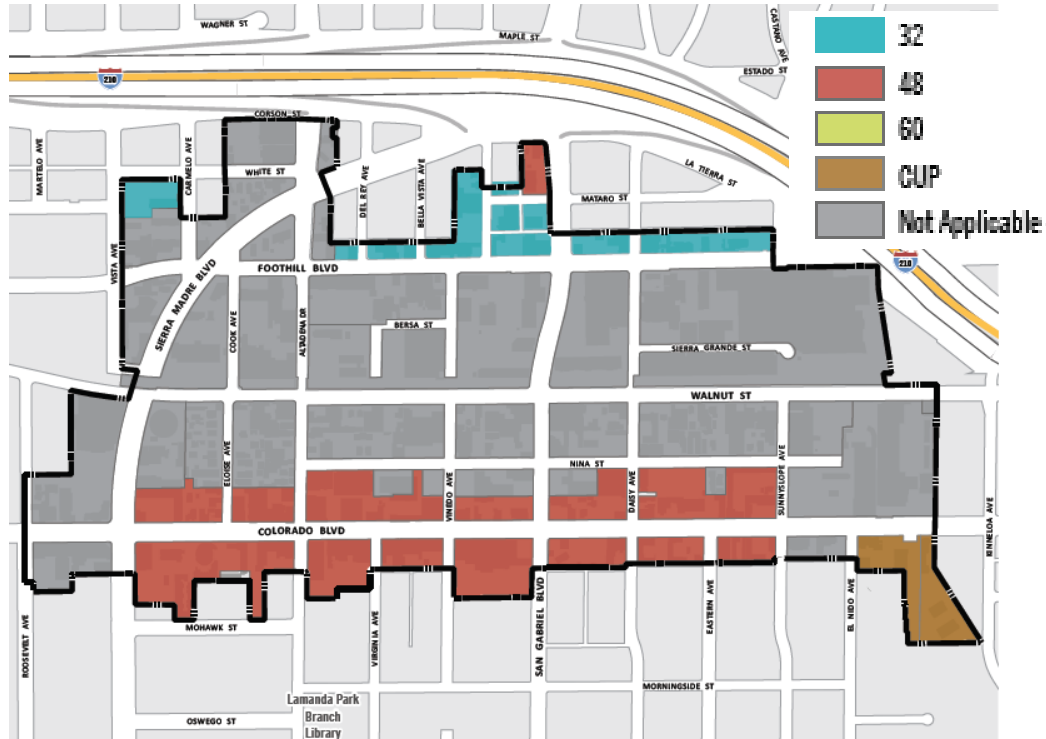 WAGNER ST
MAPLE ST
CASTANO AVE
ESTADO ST
32
48
60
CUP
Not Applicable
210
CORSON ST
MARTELO AVE
CARMELO AVE
WHITE ST
DEL REY AVE
BELLA VISTA AVE
LA TIERRA ST
MATARO ST
VISTA AVE
SIERRA MADRE BLVD
FOOTHILL BLVD
210
COOK AVE
ALTADENA DR
BERSA ST
SIERRA GRANDE ST
WALNUT ST
ELOISE AVE
NINA ST
VINEDO AVE
DAISY AVE
SUNNYSLOPE AVE
COLORADO BLVD
KINNELOA AVE
ROOSEVELT AVE
MOHAWK ST
VIRGINIA AVE
SAN GABRIEL BLVD
EASTERN AVE
EL NIDO AVE
MORNINGSIDE ST
Lamanda Park
Branch
Library
OSWEGO ST